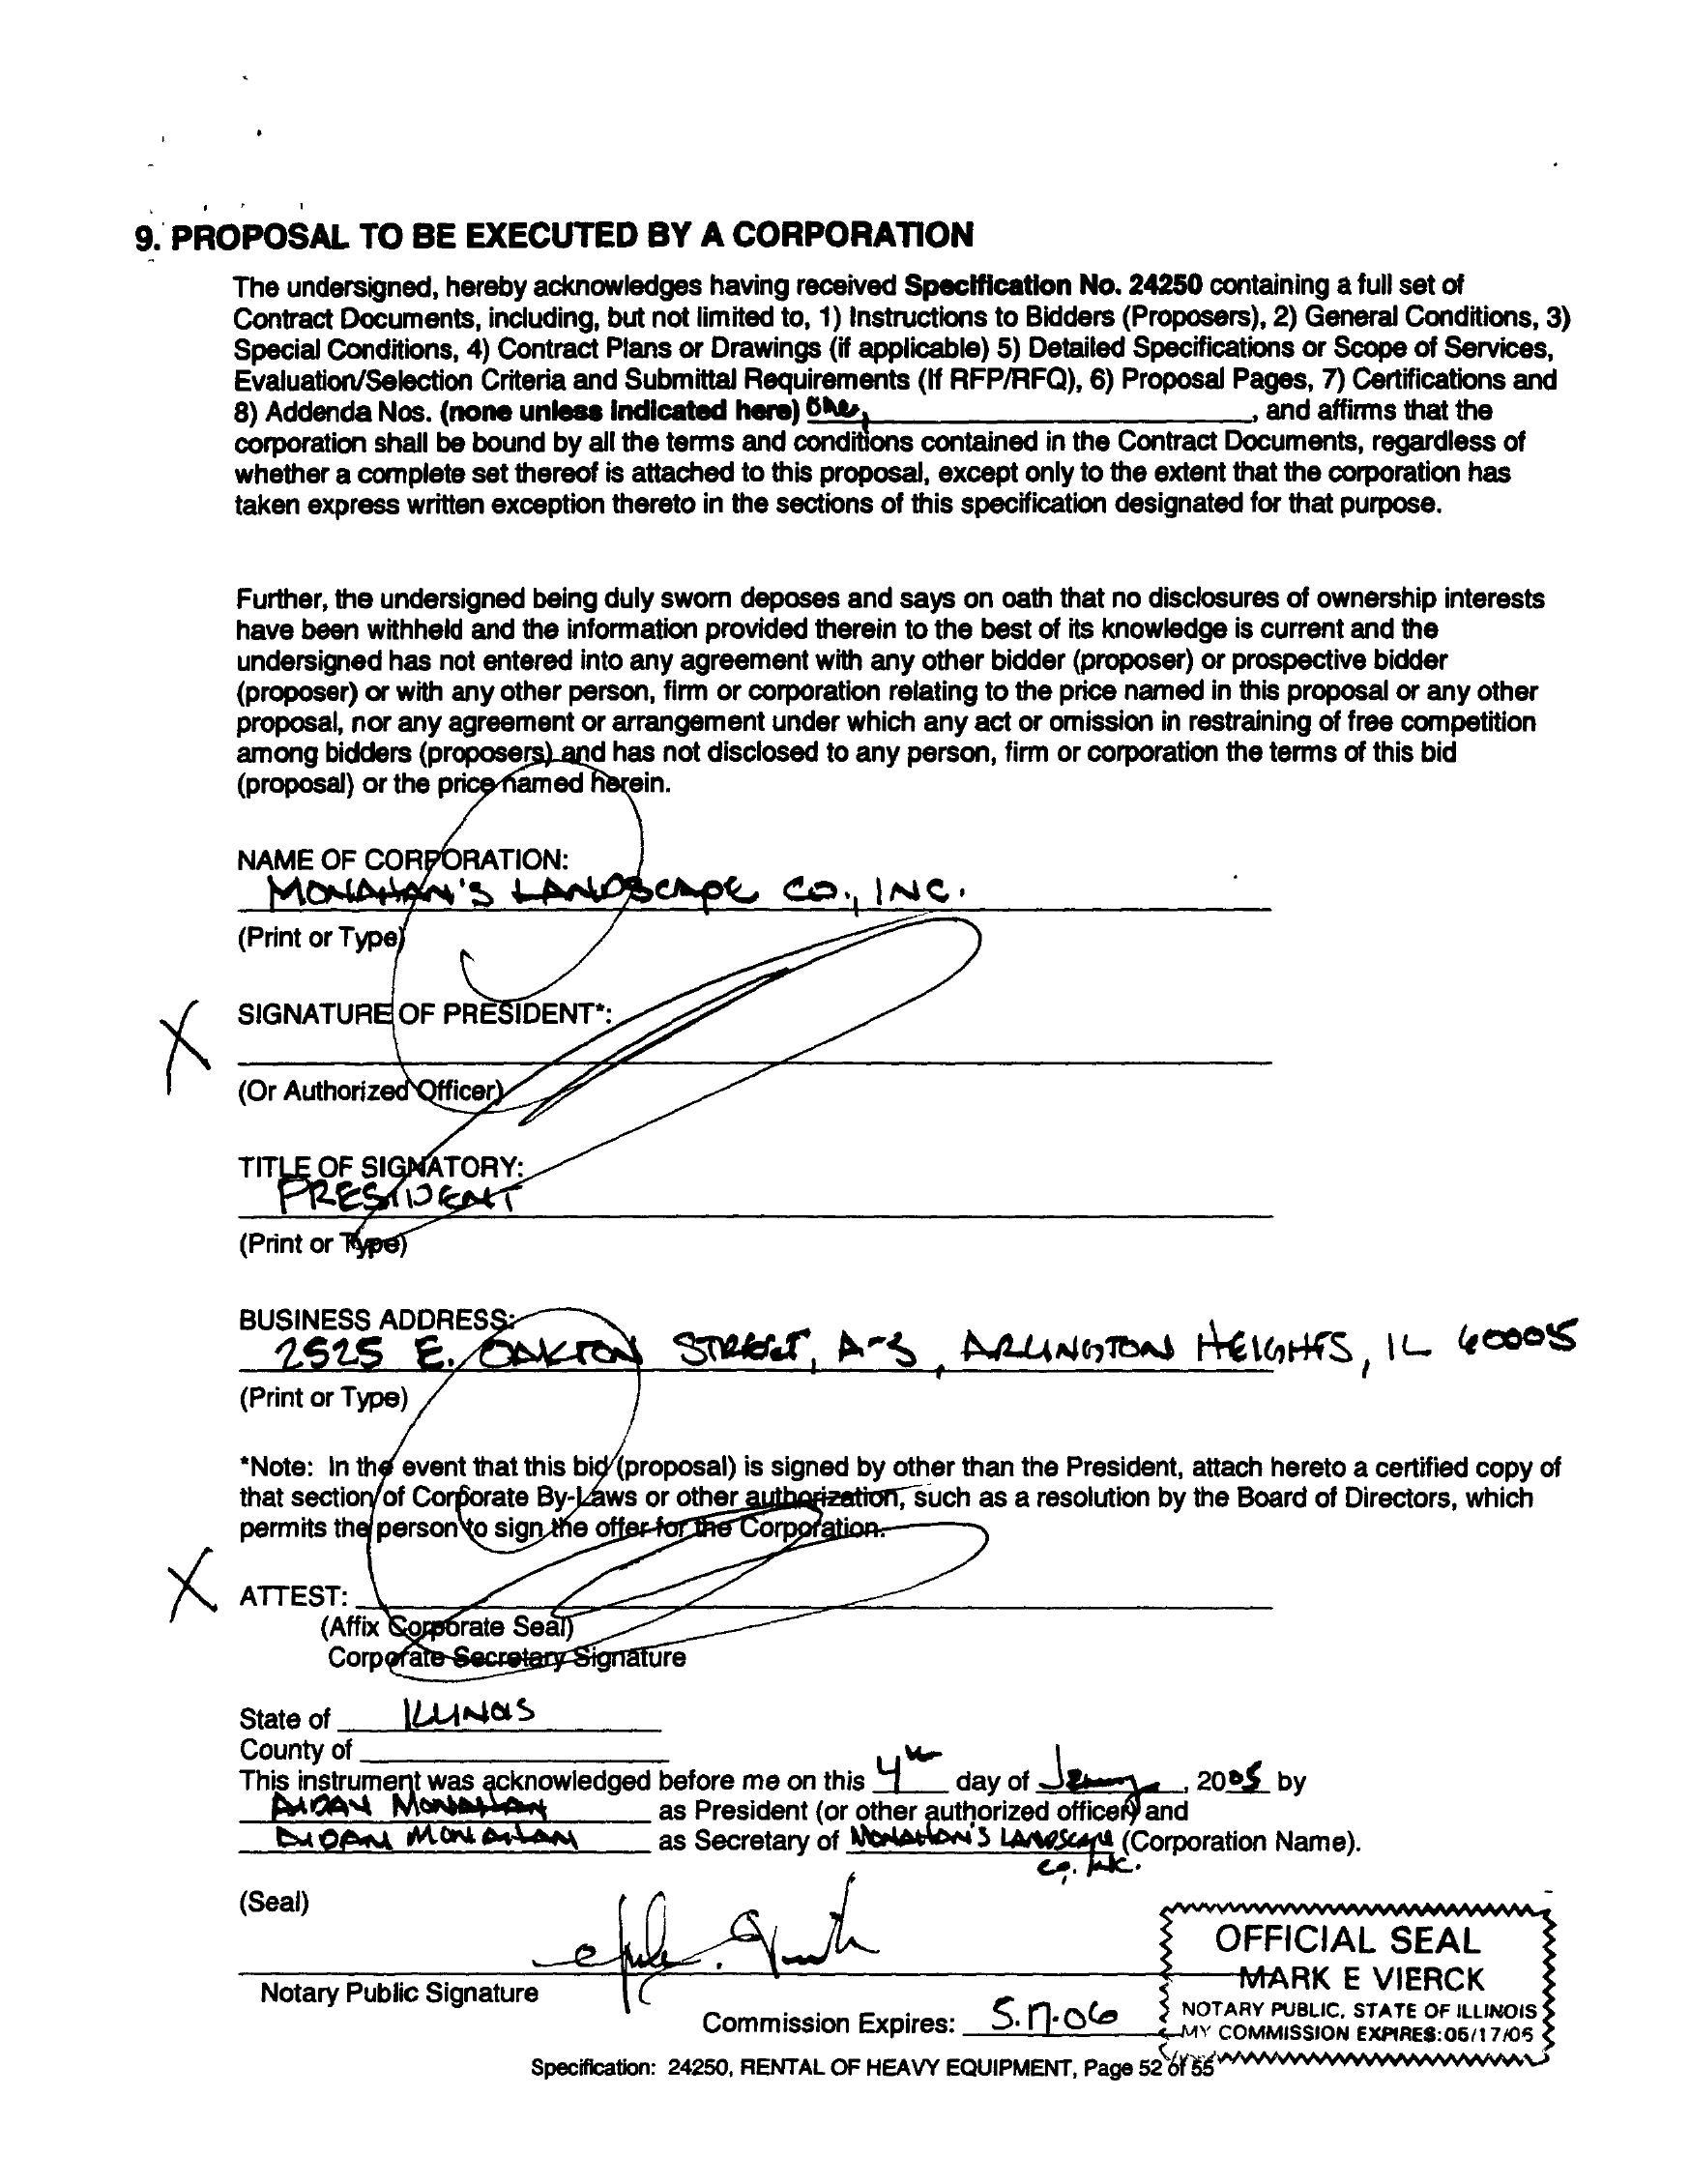 9. PROPOSAL TO BE EXECUTED BY A CORPORATION
The undersigned, hereby acknowledges having received Specification No. 24250 containing a full set of
Contract Documents, including, but not limited to, 1) Instructions to Bidders (Proposers), 2) General Conditions, 3)
Special Conditions, 4) Contract Plans or Drawings (if applicable) 5) Detailed Specifications or Scope of Services,
Evaluation/Selection Criteria and Submittal Requirements (If RFP/RFQ), 6) Proposal Pages, 7) Certifications and
8) Addenda Nos. (none unless indicated here) One, , and affirms that the
corporation shall be bound by all the terms and conditions contained in the Contract Documents, regardless of
whether a complete set thereof is attached to this proposal, except only to the extent that the corporation has
taken express written exception thereto in the sections of this specification designated for that purpose.
Further, the undersigned being duly sworn deposes and says on oath that no disclosures of ownership interests
have been withheld and the information provided therein to the best of its knowledge is current and the
undersigned has not entered into any agreement with any other bidder (proposer) or prospective bidder
(proposer) or with any other person, firm or corporation relating to the price named in this proposal or any other
proposal, nor any agreement or arrangement under which any act or omission in restraining of free competition
among bidders (proposers) and has not disclosed to any person, firm or corporation the terms of this bid
(proposal) or the price named herein.
NAME OF CORPORATION:
MONAHAN'S LANDSCAPE CO., INC.
(Print or Type)
X SIGNATURE OF PRESIDENT*:
(Or Authorized Officer)
TITLE OF SIGNATORY:
PRESIDENT
(Print or Type)
BUSINESS ADDRESS:
2525 E. OAKTON STREET, A-3, ARLINGTON HEIGHTS, IL 60005
(Print or Type)
*Note: In the event that this bid (proposal) is signed by other than the President, attach hereto a certified copy of
that section of Corporate By-Laws or other authorization, such as a resolution by the Board of Directors, which
permits the person to sign the offer for the Corporation.
X ATTEST:
(Affix Corporate Seal)
Corporate Secretary Signature
State of ILLINOIS
County of
This instrument was acknowledged before me on this 4th day of January, 2005 by
AIDAN MONAHAN as President (or other authorized officer) and
AIDAN MONAHAN as Secretary of MONAHAN'S LANDSCAPE (Corporation Name).
CO, INC.
(Seal)
Notary Public Signature
Commission Expires: 5.17.06
OFFICIAL SEAL
MARK E VIERCK
NOTARY PUBLIC, STATE OF ILLINOIS
MY COMMISSION EXPIRES:05/17/06
Specification: 24250, RENTAL OF HEAVY EQUIPMENT, Page 52 of 55